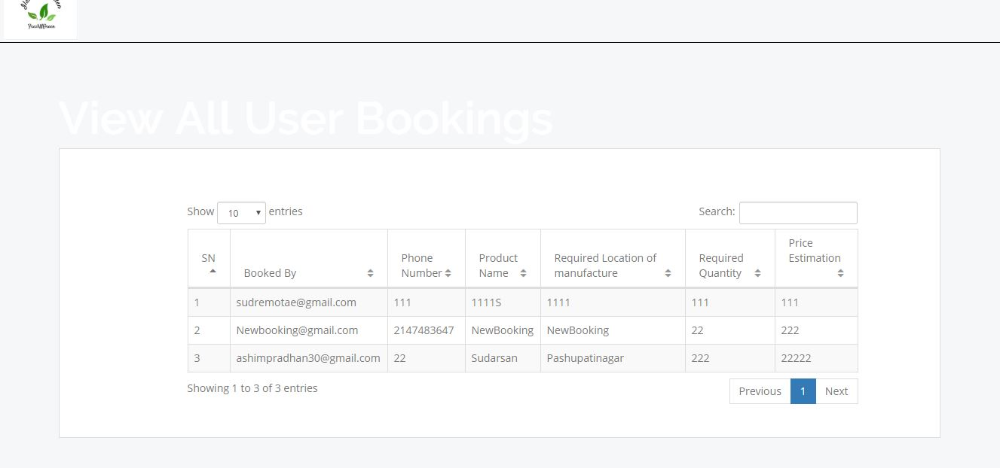 FreshNGreen
View All User Bookings
Show 10 entries
Search:
SN Booked By Phone Number Product Name Required Location of manufacture Required Quantity Price Estimation
1 sudremotae@gmail.com 111 1111S 1111 111 111
2 Newbooking@gmail.com 2147483647 NewBooking NewBooking 22 222
3 ashimpradhan30@gmail.com 22 Sudarsan Pashupatinagar 222 22222
Showing 1 to 3 of 3 entries
Previous 1 Next